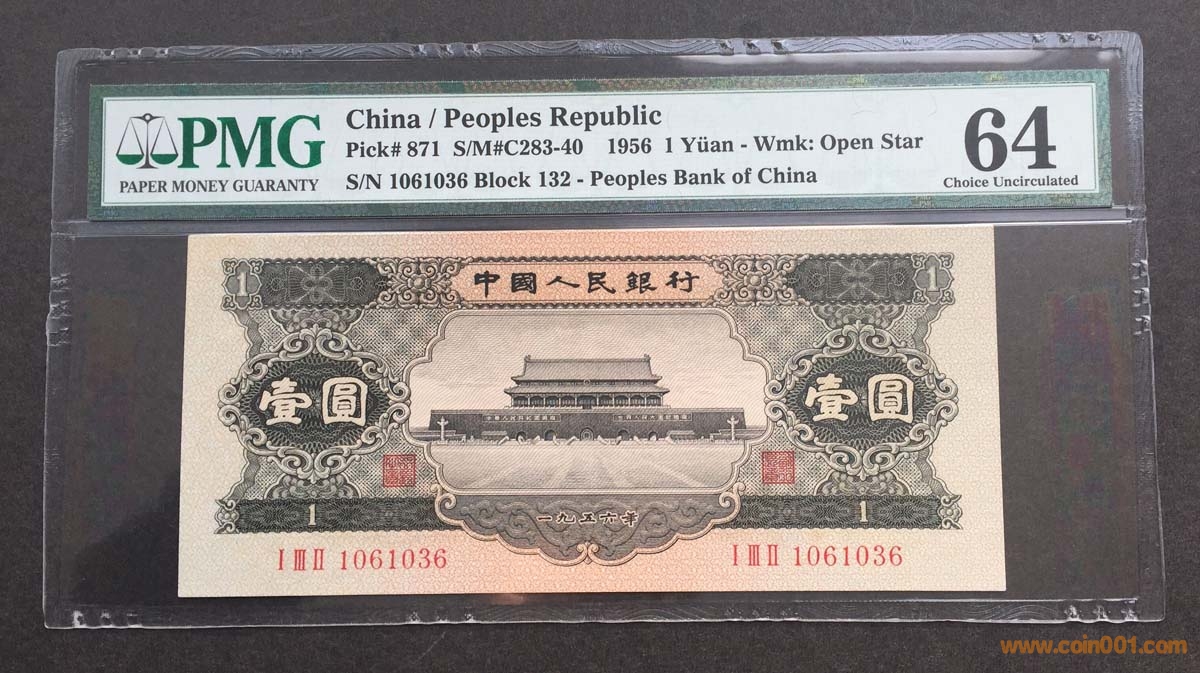 PMG
PAPER MONEY GUARANTY
China / Peoples Republic
Pick# 871 S/M#C283-40 1956 1 Yüan - Wmk: Open Star
S/N 1061036 Block 132 - Peoples Bank of China
64
Choice Uncirculated
中國人民銀行
1
1
壹圓
壹圓
1
一九五六年
1
I III II 1061036
I III II 1061036
www.coin001.com